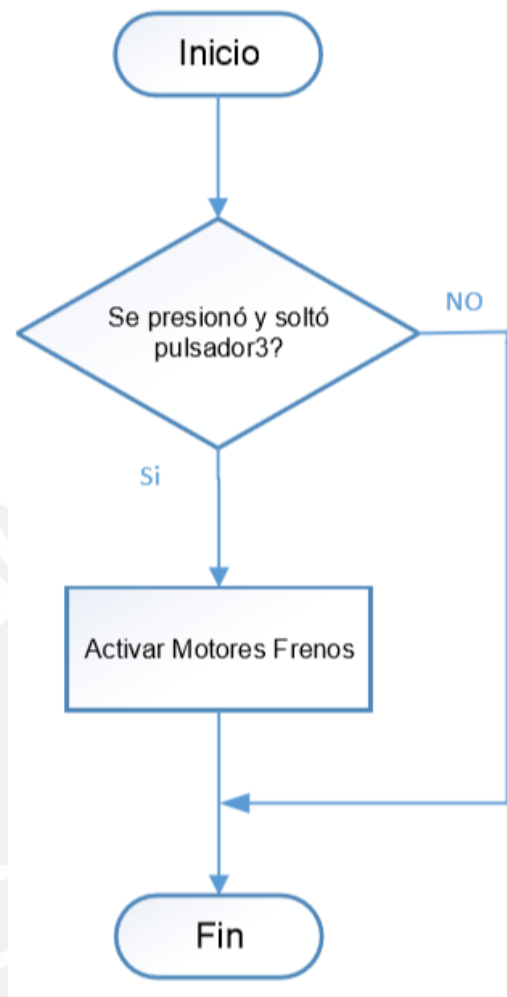 Inicio
Se presionó y soltó
pulsador3?
NO
Si
Activar Motores Frenos
Fin